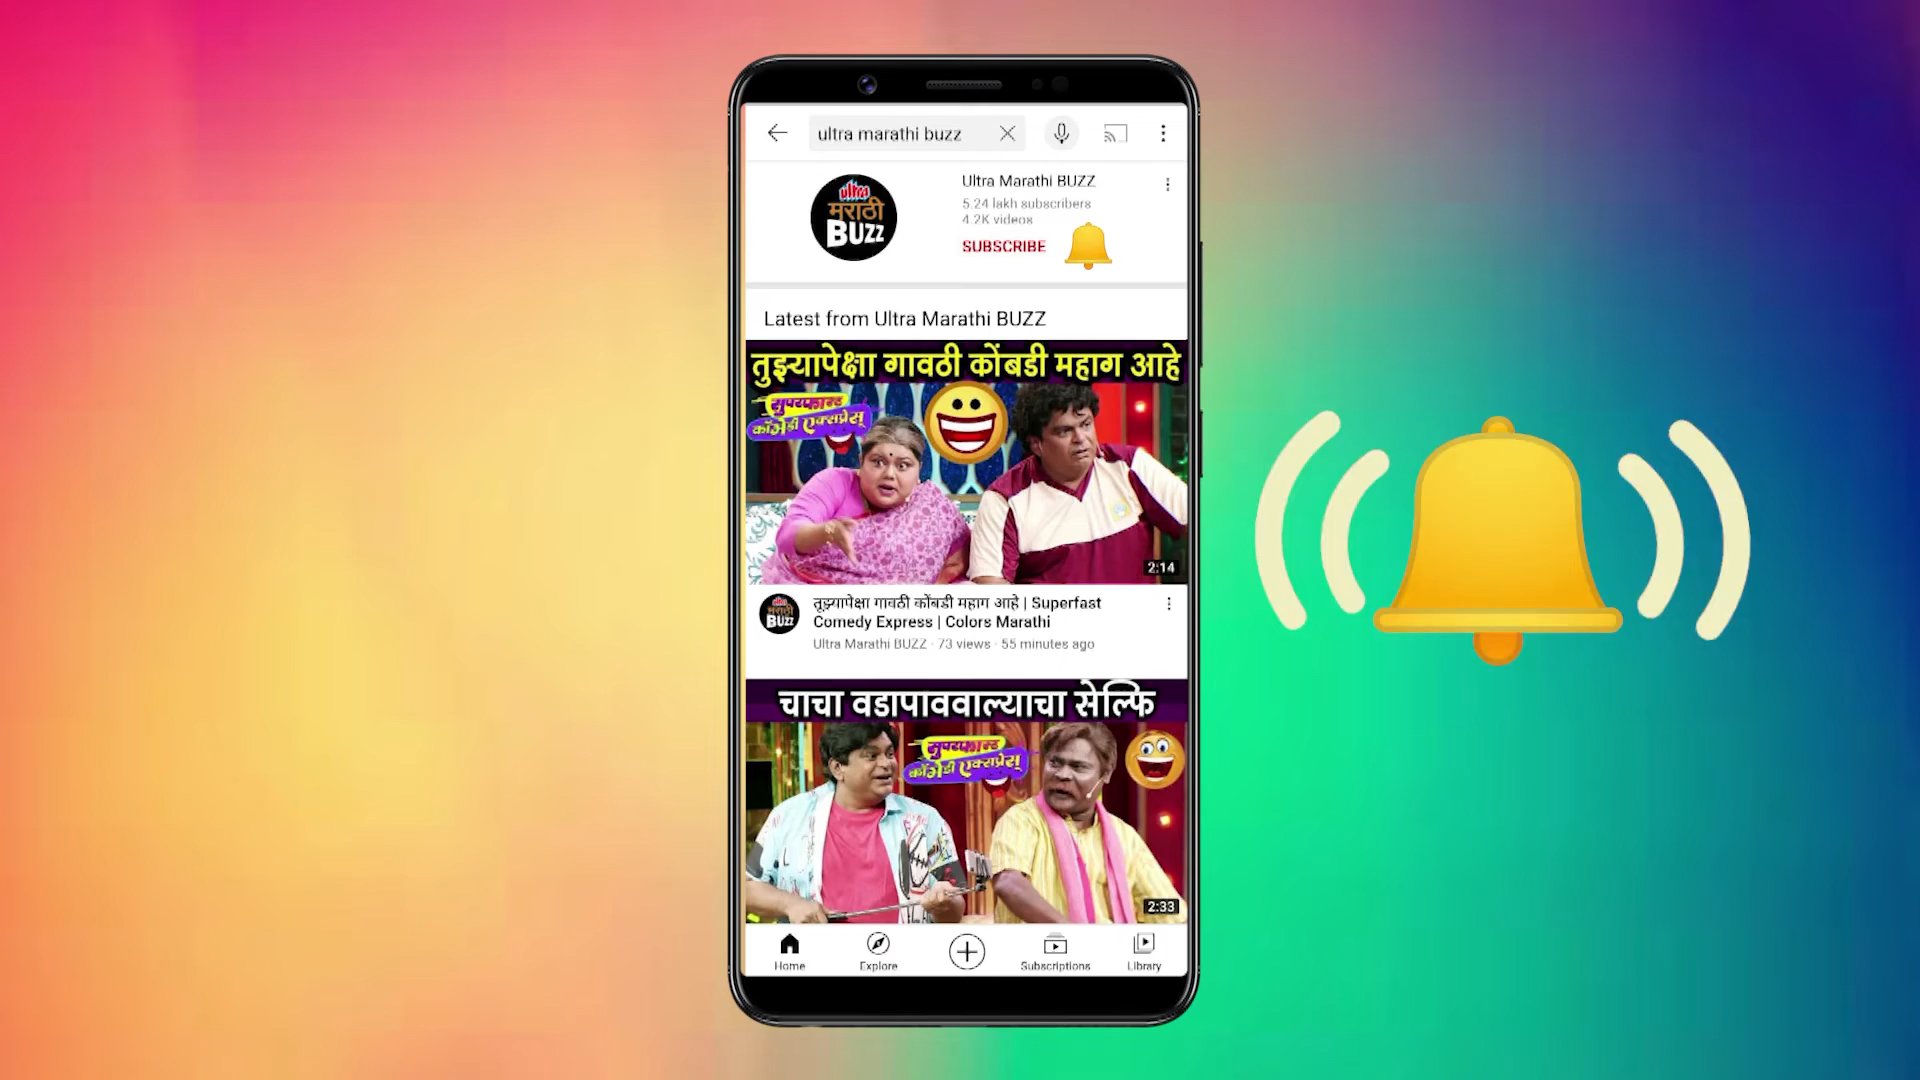 ultra marathi buzz
Ultra Marathi BUZZ
5.24 lakh subscribers
4.2K videos
SUBSCRIBE
ultra
मराठी
BUZZ
Latest from Ultra Marathi BUZZ
तुझ्यापेक्षा गावठी कोंबडी महाग आहे
सुपरफास्ट
कॉमेडी एक्सप्रेस्
2:14
ultra
मराठी
BUZZ
तूझ्यापेक्षा गावठी कोंबडी महाग आहे | Superfast
Comedy Express | Colors Marathi
Ultra Marathi BUZZ · 73 views · 55 minutes ago
चाचा वडापाववाल्याचा सेल्फि
सुपरफास्ट
कॉमेडी एक्सप्रेस्
2:33
Home
Explore
Subscriptions
Library